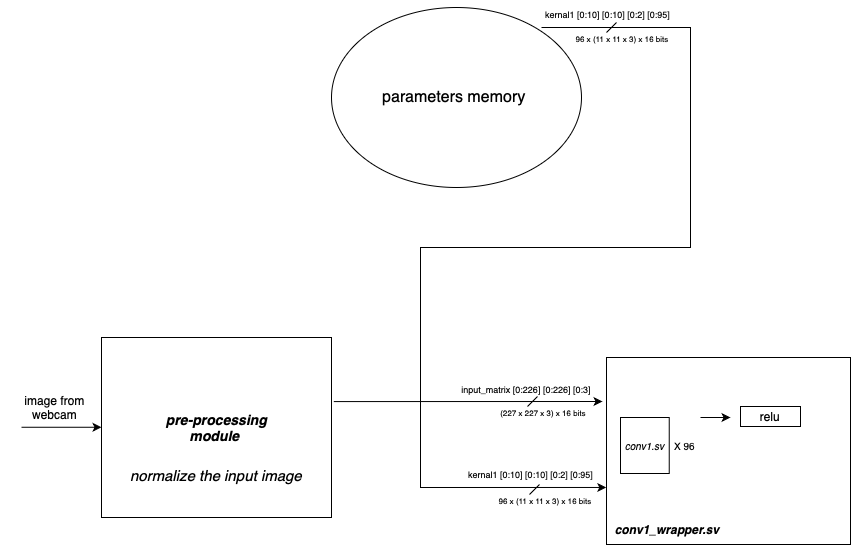 kernal1 [0:10] [0:10] [0:2] [0:95]
96 x (11 x 11 x 3) x 16 bits
parameters memory
image from
webcam
pre-processing
module
normalize the input image
input_matrix [0:226] [0:226] [0:3]
(227 x 227 x 3) x 16 bits
kernal1 [0:10] [0:10] [0:2] [0:95]
96 x (11 x 11 x 3) x 16 bits
conv1.sv
X 96
relu
conv1_wrapper.sv